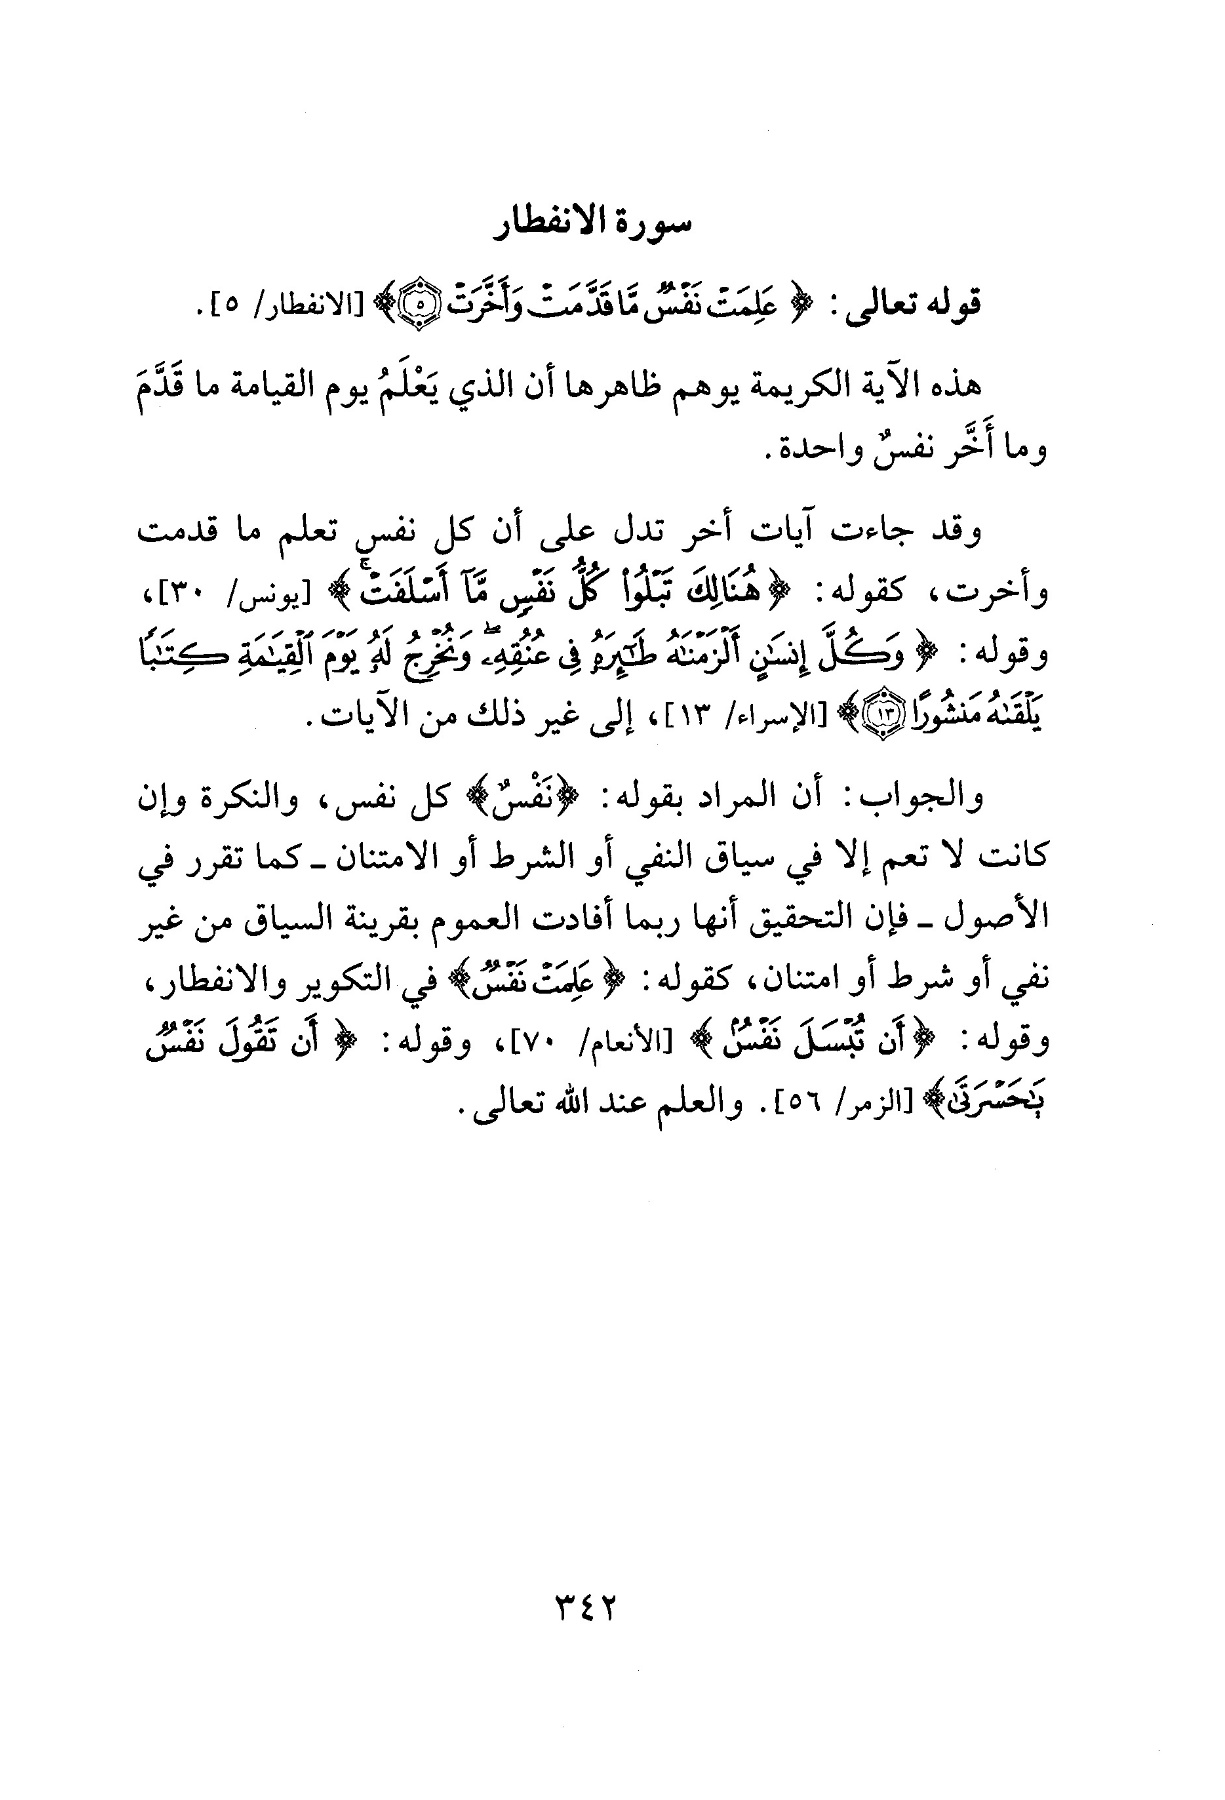 سورة الانفطار
قوله تعالى: ﴿عَلِمَتْ نَفْسٌ مَّا قَدَّمَتْ وَأَخَّرَتْ ۝٥﴾ [الانفطار/ ٥].
هذه الآية الكريمة يوهم ظاهرها أن الذي يَعْلَمُ يوم القيامة ما قَدَّمَ
وما أَخَّر نفسٌ واحدة.
وقد جاءت آيات أخر تدل على أن كل نفس تعلم ما قدمت
وأخرت، كقوله: ﴿هُنَالِكَ تَبْلُوا۟ كُلُّ نَفْسٍ مَّآ أَسْلَفَتْ ۚ﴾ [يونس/ ٣٠]،
وقوله: ﴿وَكُلَّ إِنسَٰنٍ أَلْزَمْنَٰهُ طَٰٓئِرَهُۥ فِى عُنُقِهِۦ ۖ وَنُخْرِجُ لَهُۥ يَوْمَ ٱلْقِيَٰمَةِ كِتَٰبًا
يَلْقَىٰهُ مَنشُورًا ۝١٣﴾ [الإسراء/ ١٣]، إلى غير ذلك من الآيات.
والجواب: أن المراد بقوله: ﴿نَفْسٌ﴾ كل نفس، والنكرة وإن
كانت لا تعم إلا في سياق النفي أو الشرط أو الامتنان ـ كما تقرر في
الأصول ـ فإن التحقيق أنها ربما أفادت العموم بقرينة السياق من غير
نفي أو شرط أو امتنان، كقوله: ﴿عَلِمَتْ نَفْسٌ﴾ في التكوير والانفطار،
وقوله: ﴿أَن تُبْسَلَ نَفْسٌۢ﴾ [الأنعام/ ٧٠]، وقوله: ﴿أَن تَقُولَ نَفْسٌ
يَٰحَسْرَتَىٰ﴾ [الزمر/ ٥٦]. والعلم عند الله تعالى.
٣٤٢